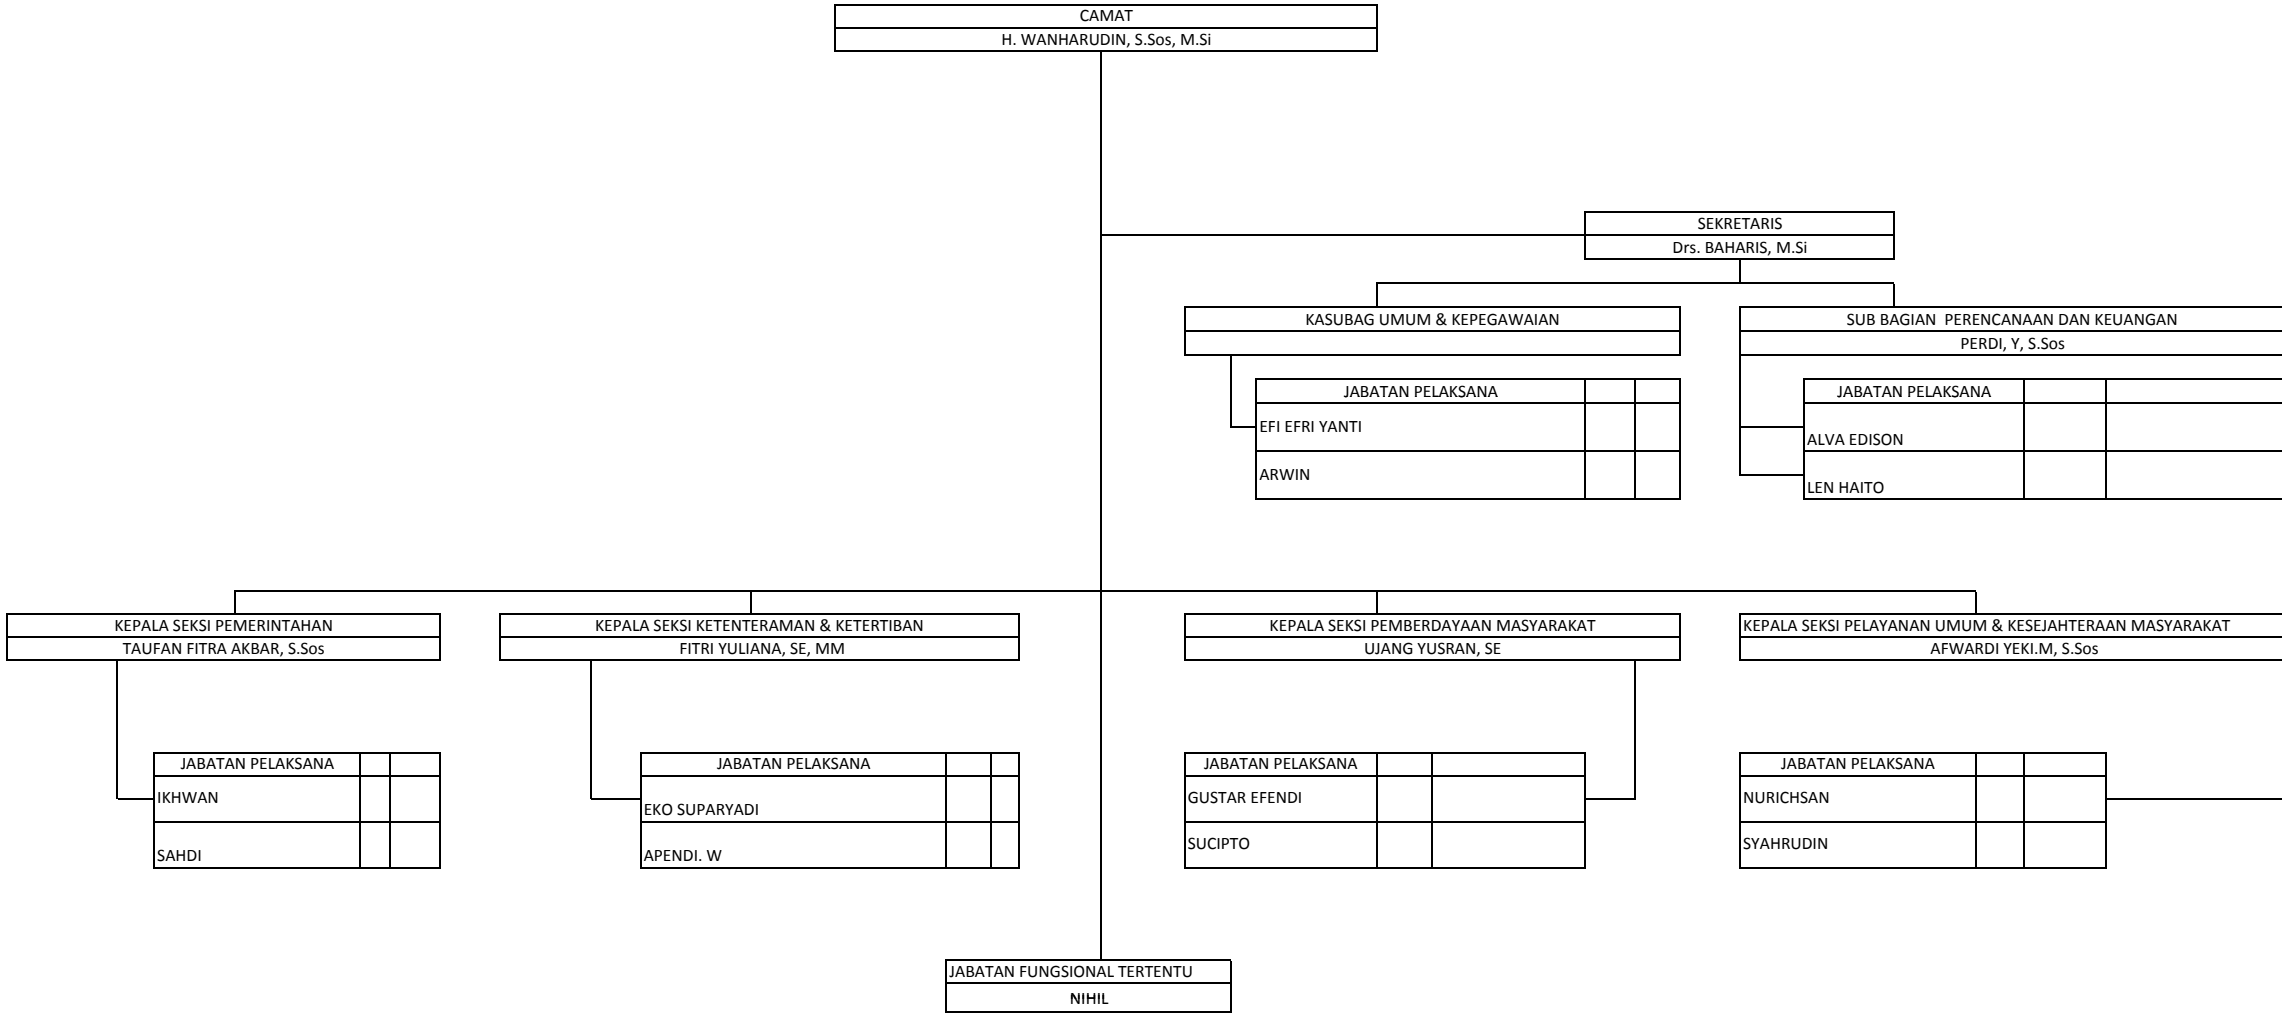 CAMAT
H. WANHARUDIN, S.Sos, M.Si
SEKRETARIS
Drs. BAHARIS, M.Si
KASUBAG UMUM & KEPEGAWAIAN
JABATAN PELAKSANA
EFI EFRI YANTI
ARWIN
SUB BAGIAN  PERENCANAAN DAN KEUANGAN
PERDI, Y, S.Sos
JABATAN PELAKSANA
ALVA EDISON
LEN HAITO
KEPALA SEKSI PEMERINTAHAN
TAUFAN FITRA AKBAR, S.Sos
JABATAN PELAKSANA
IKHWAN
SAHDI
KEPALA SEKSI KETENTERAMAN & KETERTIBAN
FITRI YULIANA, SE, MM
JABATAN PELAKSANA
EKO SUPARYADI
APENDI. W
KEPALA SEKSI PEMBERDAYAAN MASYARAKAT
UJANG YUSRAN, SE
JABATAN PELAKSANA
GUSTAR EFENDI
SUCIPTO
KEPALA SEKSI PELAYANAN UMUM & KESEJAHTERAAN MASYARAKAT
AFWARDI YEKI.M, S.Sos
JABATAN PELAKSANA
NURICHSAN
SYAHRUDIN
JABATAN FUNGSIONAL TERTENTU
NIHIL